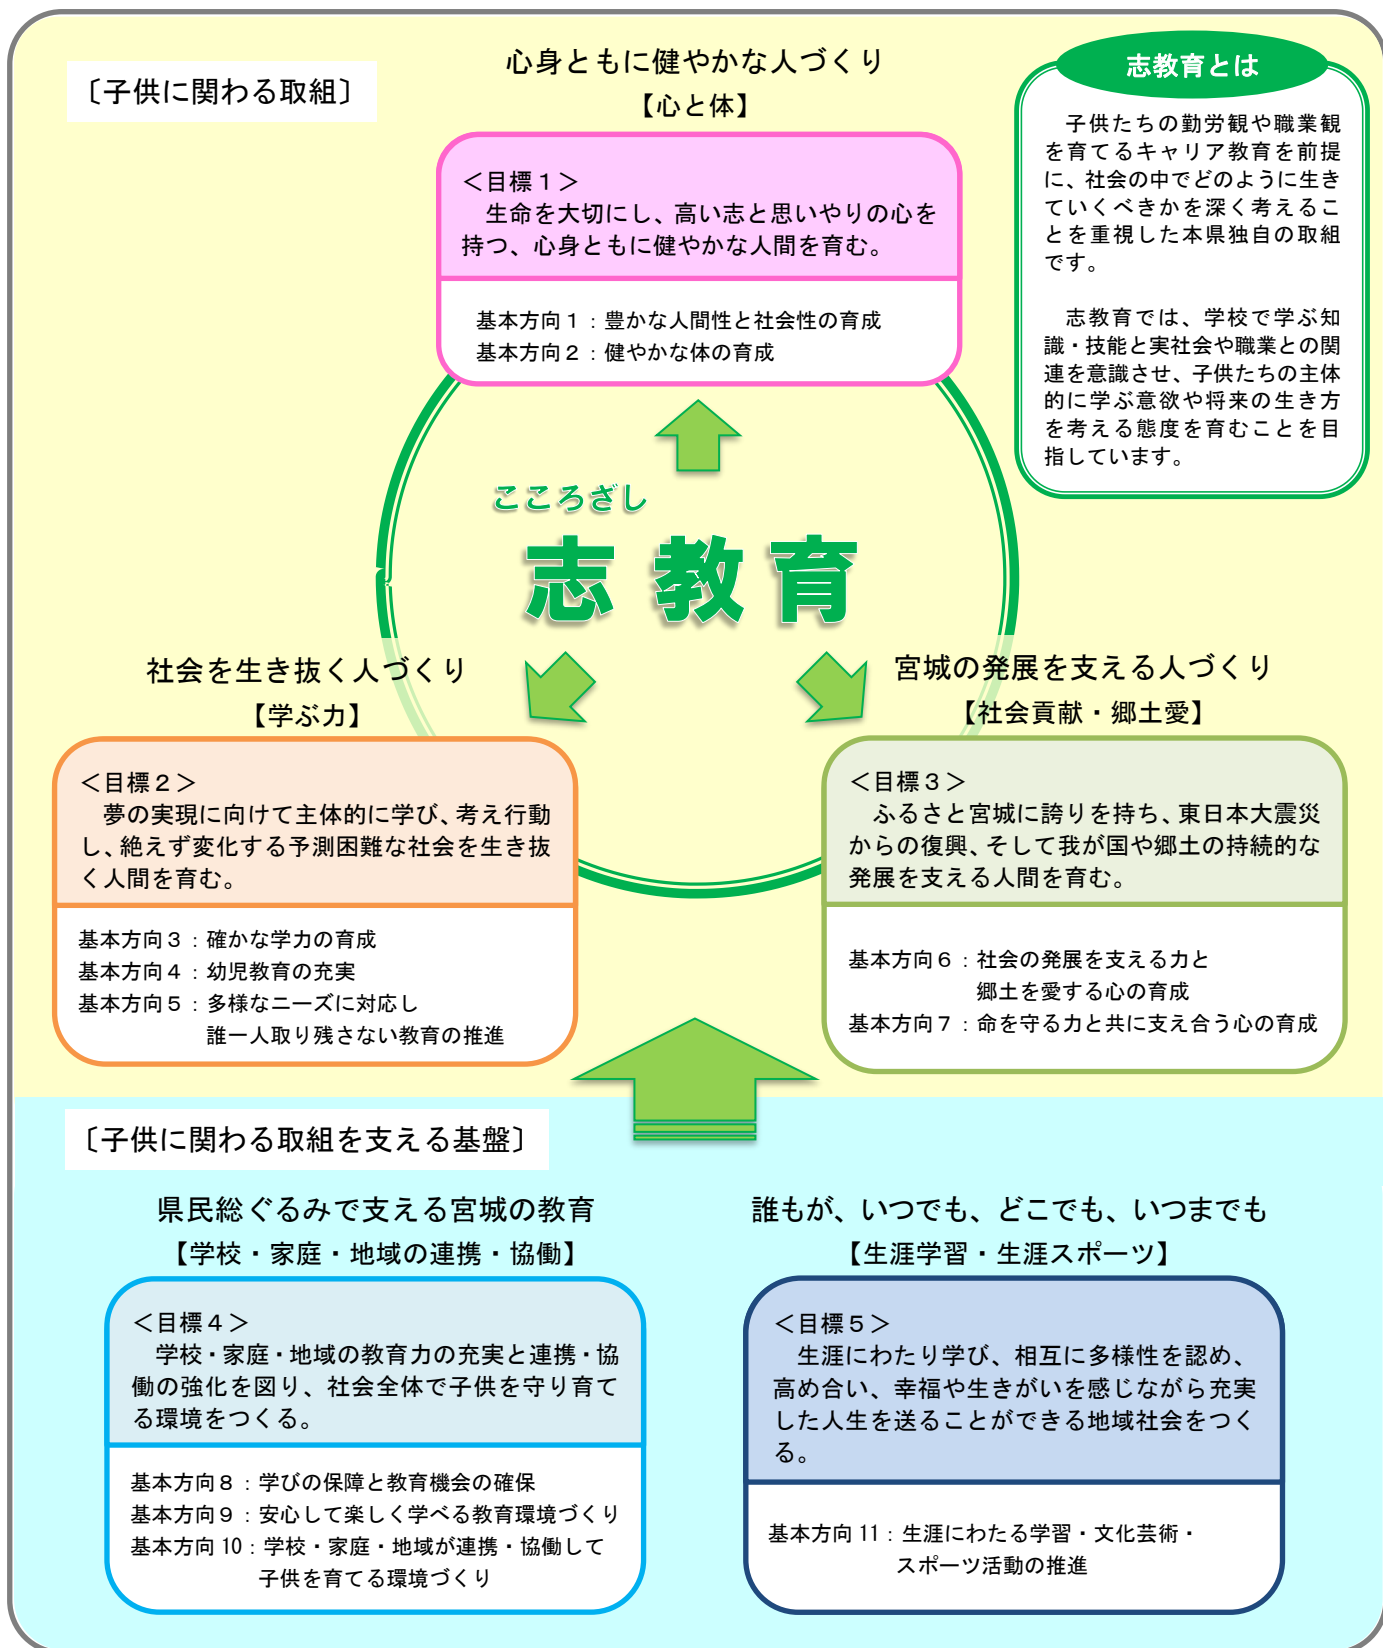 〔子供に関わる取組〕
心身ともに健やかな人づくり
【心と体】
＜目標１＞
生命を大切にし、高い志と思いやりの心を
持つ、心身ともに健やかな人間を育む。
基本方向１：豊かな人間性と社会性の育成
基本方向２：健やかな体の育成
志教育とは
子供たちの勤労観や職業観
を育てるキャリア教育を前提
に、社会の中でどのように生き
ていくべきかを深く考えるこ
とを重視した本県独自の取組
です。
志教育では、学校で学ぶ知
識・技能と実社会や職業との関
連を意識させ、子供たちの主体
的に学ぶ意欲や将来の生き方
を考える態度を育むことを目
指しています。
こころざし
志教育
社会を生き抜く人づくり
【学ぶ力】
＜目標２＞
夢の実現に向けて主体的に学び、考え行動
し、絶えず変化する予測困難な社会を生き抜
く人間を育む。
基本方向３：確かな学力の育成
基本方向４：幼児教育の充実
基本方向５：多様なニーズに対応し
誰一人取り残さない教育の推進
宮城の発展を支える人づくり
【社会貢献・郷土愛】
＜目標３＞
ふるさと宮城に誇りを持ち、東日本大震災
からの復興、そして我が国や郷土の持続的な
発展を支える人間を育む。
基本方向６：社会の発展を支える力と
郷土を愛する心の育成
基本方向７：命を守る力と共に支え合う心の育成
〔子供に関わる取組を支える基盤〕
県民総ぐるみで支える宮城の教育
【学校・家庭・地域の連携・協働】
＜目標４＞
学校・家庭・地域の教育力の充実と連携・協
働の強化を図り、社会全体で子供を守り育て
る環境をつくる。
基本方向８：学びの保障と教育機会の確保
基本方向９：安心して楽しく学べる教育環境づくり
基本方向10：学校・家庭・地域が連携・協働して
子供を育てる環境づくり
誰もが、いつでも、どこでも、いつまでも
【生涯学習・生涯スポーツ】
＜目標５＞
生涯にわたり学び、相互に多様性を認め、
高め合い、幸福や生きがいを感じながら充実
した人生を送ることができる地域社会をつく
る。
基本方向11：生涯にわたる学習・文化芸術・
スポーツ活動の推進